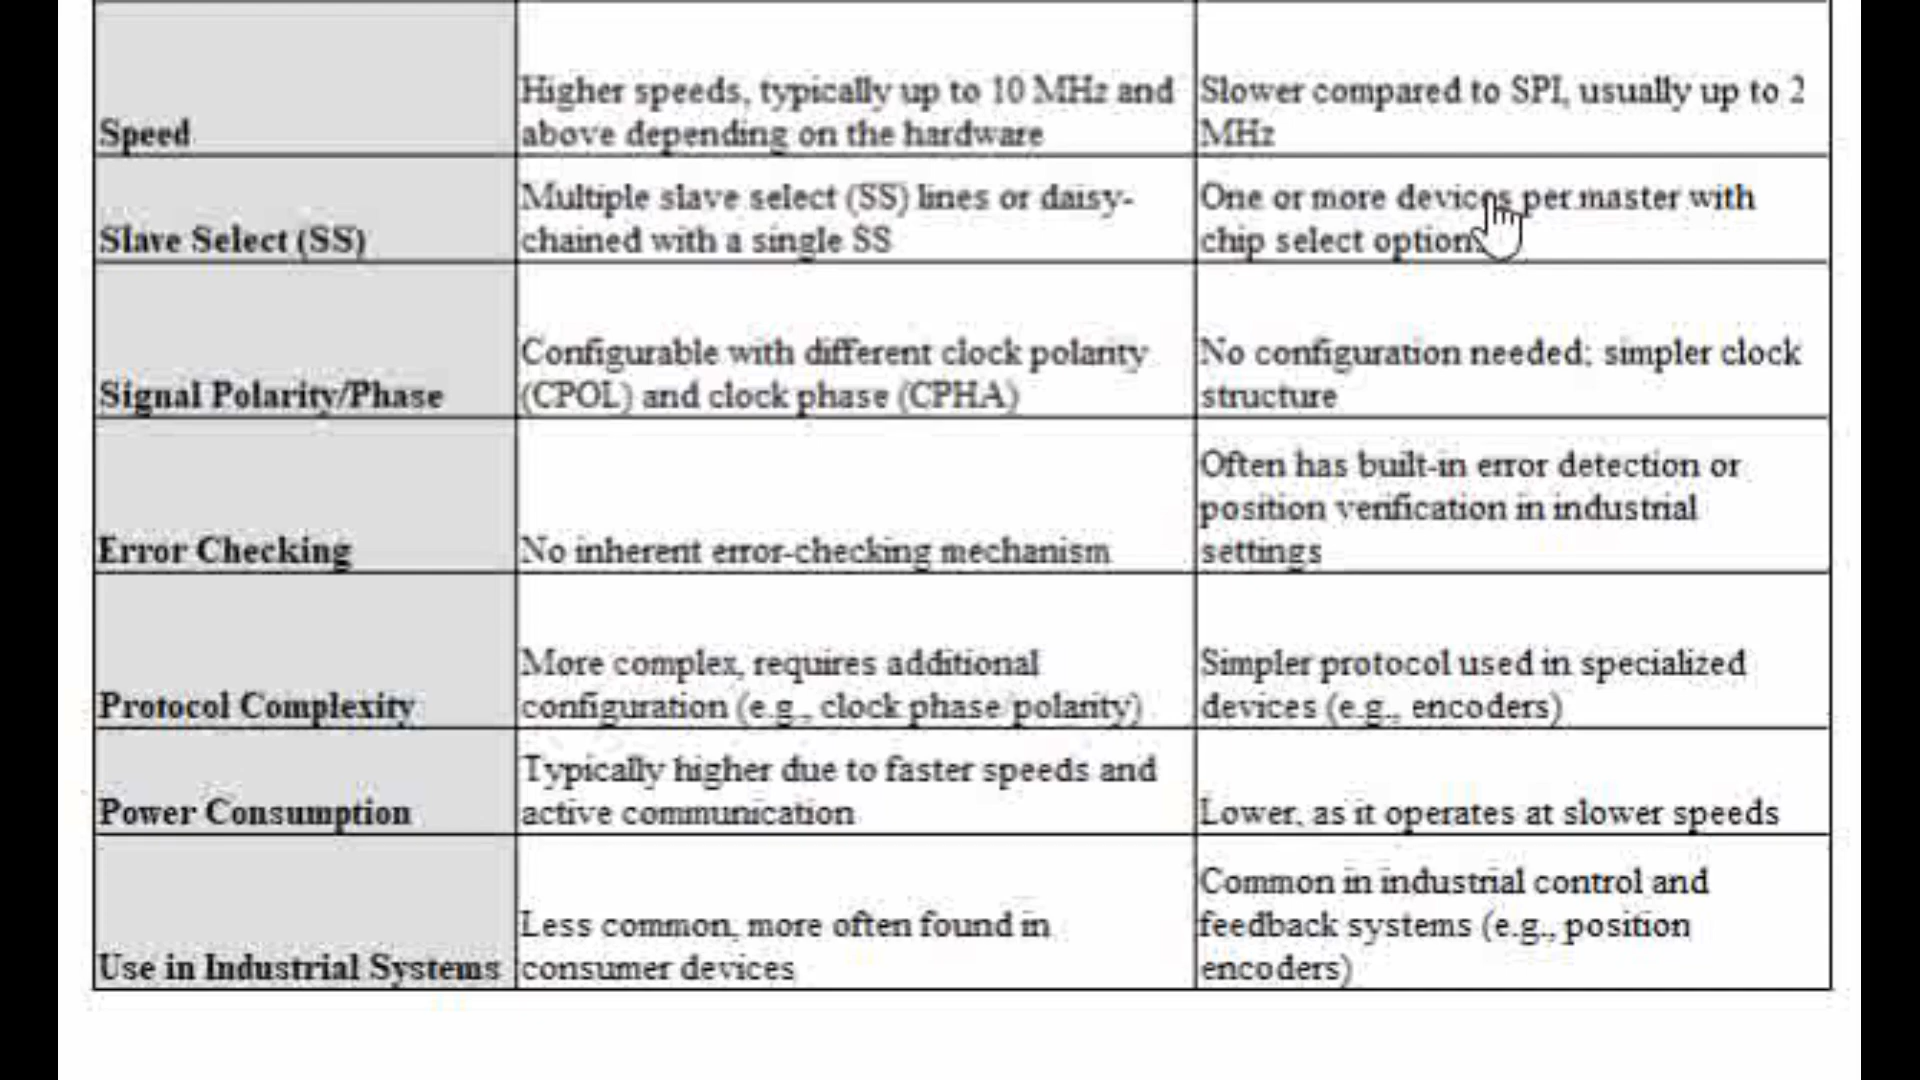 Speed
Higher speeds, typically up to 10 MHz and
above depending on the hardware
Slower compared to SPI, usually up to 2
MHz
Slave Select (SS)
Multiple slave select (SS) lines or daisy-
chained with a single SS
One or more devices per master with
chip select options
Signal Polarity/Phase
Configurable with different clock polarity
(CPOL) and clock phase (CPHA)
No configuration needed; simpler clock
structure
Error Checking
No inherent error-checking mechanism
Often has built-in error detection or
position verification in industrial
settings
Protocol Complexity
More complex, requires additional
configuration (e.g., clock phase/polarity)
Simpler protocol used in specialized
devices (e.g., encoders)
Power Consumption
Typically higher due to faster speeds and
active communication
Lower, as it operates at slower speeds
Use in Industrial Systems
Less common, more often found in
consumer devices
Common in industrial control and
feedback systems (e.g., position
encoders)